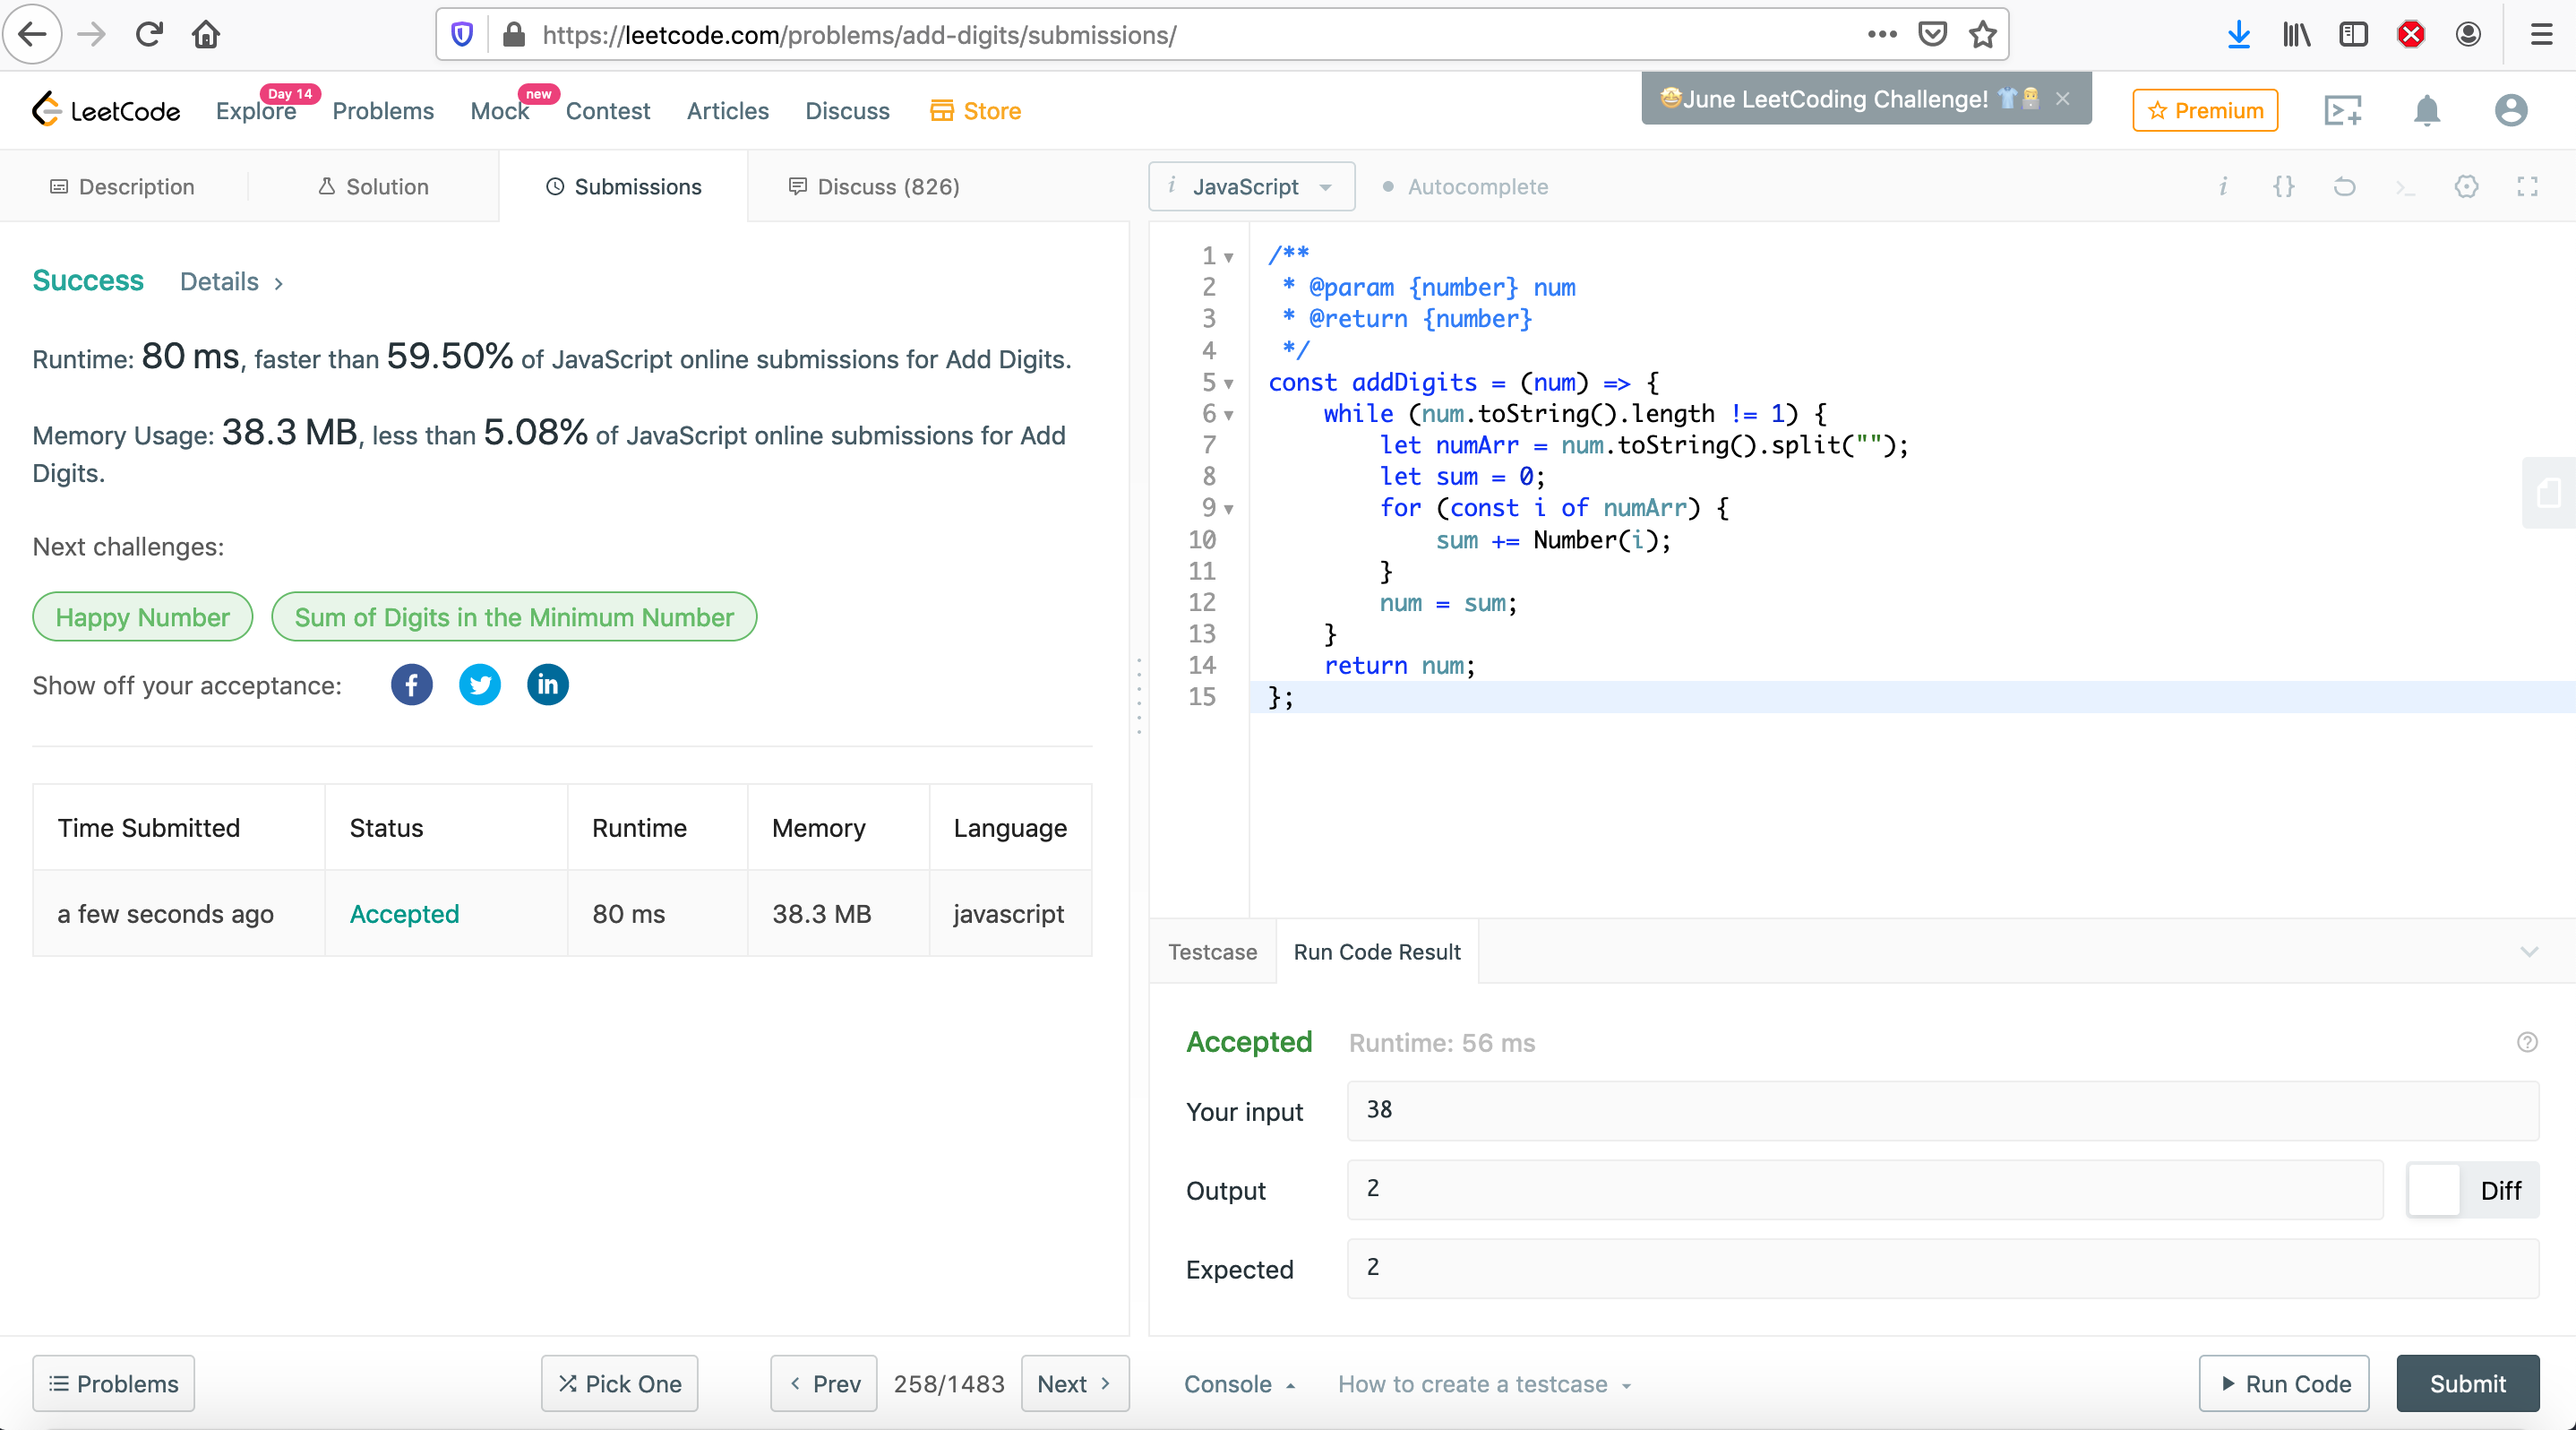 https://leetcode.com/problems/add-digits/submissions/
LeetCode
Explore
Day 14
Problems
Mock
new
Contest
Articles
Discuss
Store
🤩June LeetCoding Challenge! 👕
Premium
Description
Solution
Submissions
Discuss (826)
i JavaScript
Autocomplete
Success Details >
Runtime: 80 ms, faster than 59.50% of JavaScript online submissions for Add Digits.
Memory Usage: 38.3 MB, less than 5.08% of JavaScript online submissions for Add
Digits.
Next challenges:
Happy Number
Sum of Digits in the Minimum Number
Show off your acceptance:
Time Submitted Status Runtime Memory Language
a few seconds ago Accepted 80 ms 38.3 MB javascript
1 /**
2  * @param {number} num
3  * @return {number}
4  */
5 const addDigits = (num) => {
6     while (num.toString().length != 1) {
7         let numArr = num.toString().split("");
8         let sum = 0;
9         for (const i of numArr) {
10             sum += Number(i);
11         }
12         num = sum;
13     }
14     return num;
15 };
Testcase
Run Code Result
Accepted Runtime: 56 ms
Your input 38
Output 2
Diff
Expected 2
Problems
Pick One
Prev
258/1483
Next
Console
How to create a testcase
Run Code
Submit